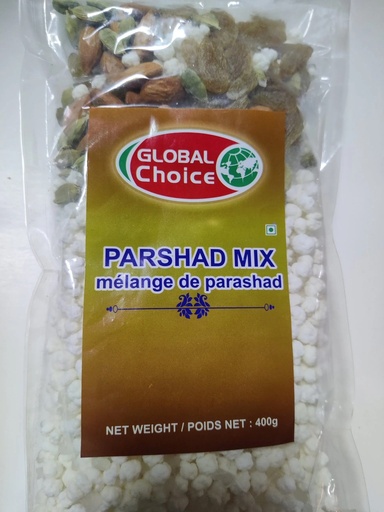 GLOBAL
Choice
PARSHAD MIX
mélange de parashad
NET WEIGHT / POIDS NET : 400g